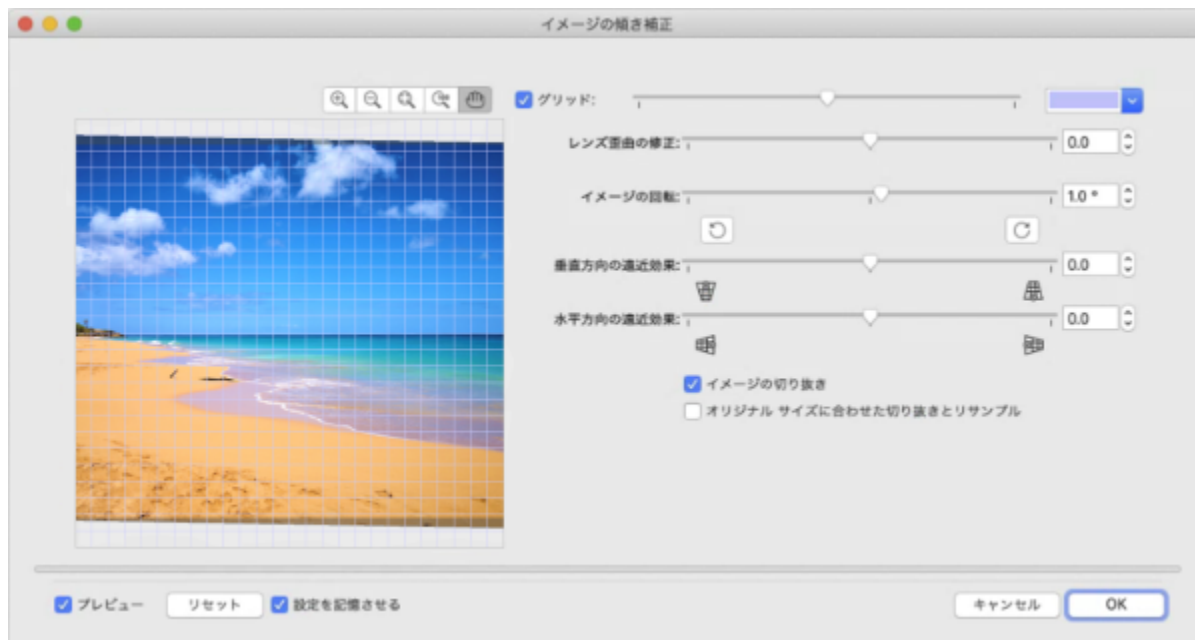 イメージの傾き補正
グリッド:
レンズ歪曲の修正: 0.0
イメージの回転: 1.0 °
垂直方向の遠近効果: 0.0
水平方向の遠近効果: 0.0
イメージの切り抜き
オリジナル サイズに合わせた切り抜きとリサンプル
プレビュー リセット 設定を記憶させる キャンセル OK